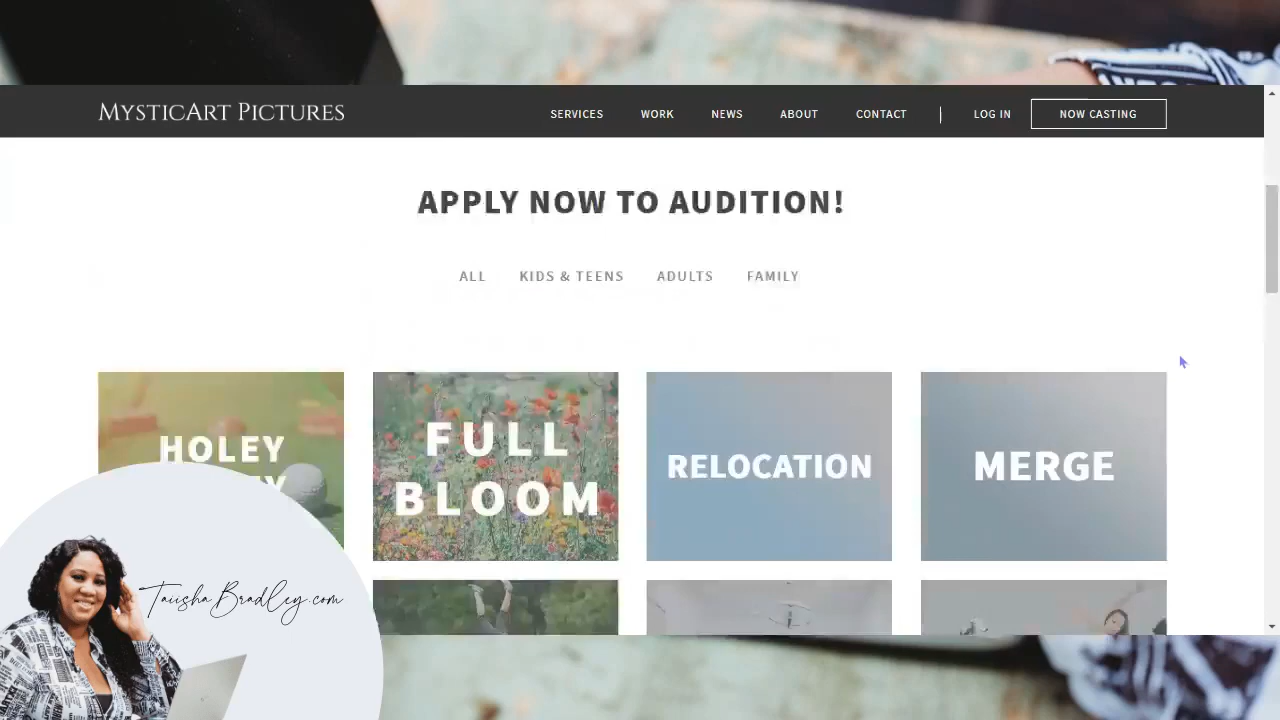 MysticArt Pictures
SERVICES WORK NEWS ABOUT CONTACT | LOG IN NOW CASTING
APPLY NOW TO AUDITION!
ALL KIDS & TEENS ADULTS FAMILY
HOLEY
FULL
BLOOM
RELOCATION
MERGE
TaiishaBradley.com